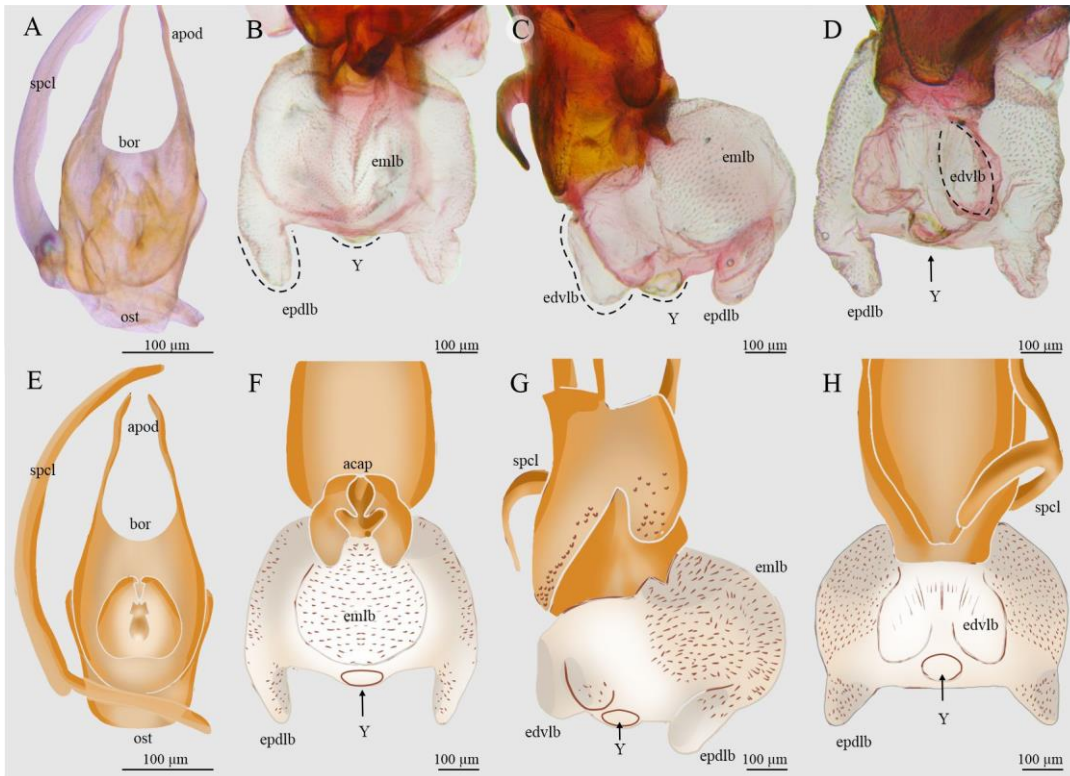 A
apod
spcl
bor
ost
100 µm
B
emlb
Y
epdlb
100 µm
C
emlb
edvlb
Y
epdlb
100 µm
D
edvlb
Y
epdlb
100 µm
E
apod
spcl
bor
ost
100 µm
F
acap
emlb
Y
epdlb
100 µm
G
spcl
emlb
edvlb
Y
epdlb
100 µm
H
spcl
edvlb
Y
epdlb
100 µm